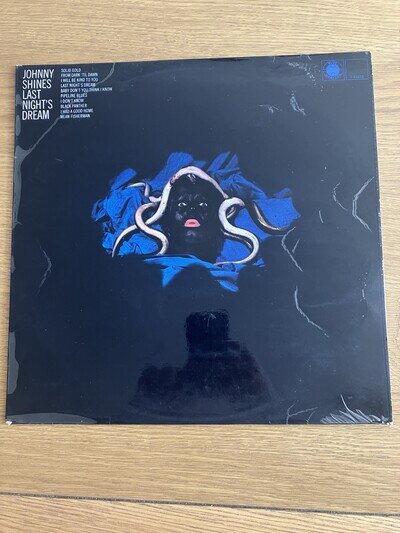 JOHNNY
SHINES
LAST
NIGHT'S
DREAM
SOLID GOLD
FROM DARK 'TIL DAWN
I WILL BE KIND TO YOU
LAST NIGHT'S DREAM
BABY DON'T YOU THINK I KNOW
PIPELINE BLUES
I DON'T KNOW
BLACK PANTHER
I HAD A GOOD HOME
MEAN FISHERMAN